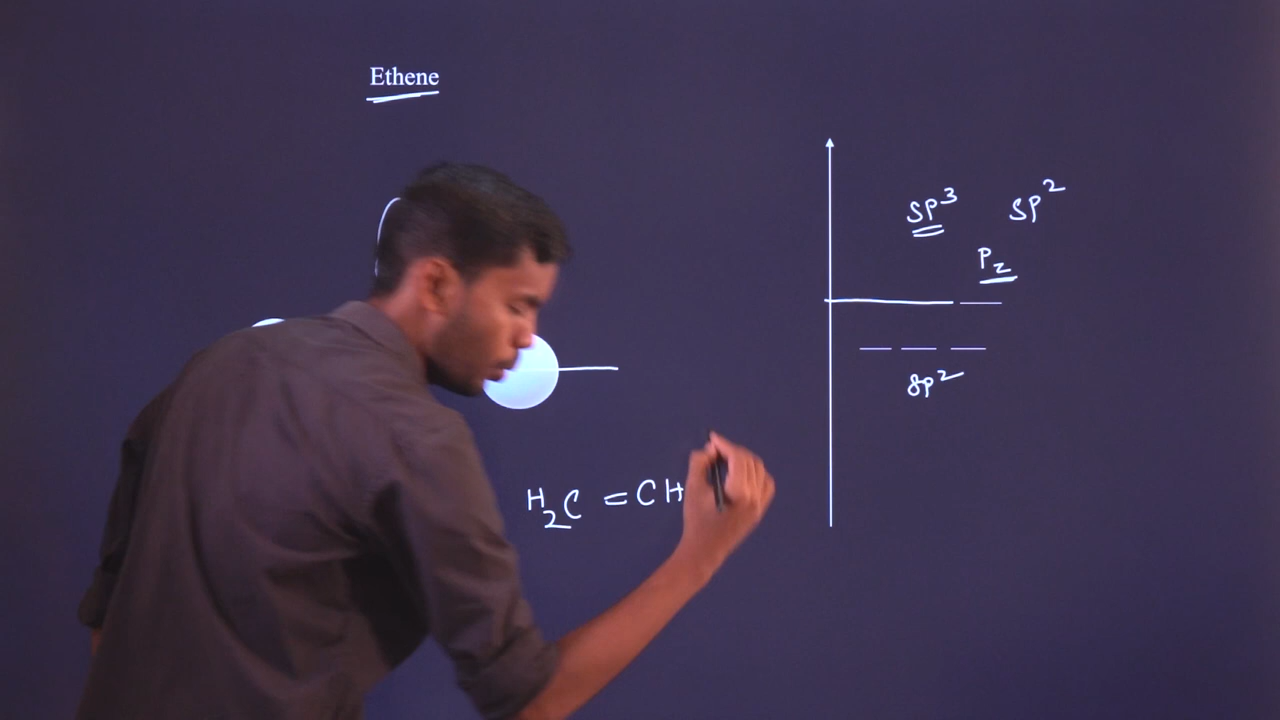 Ethene
SP³ SP²
Pz
sp²
H₂C = CH